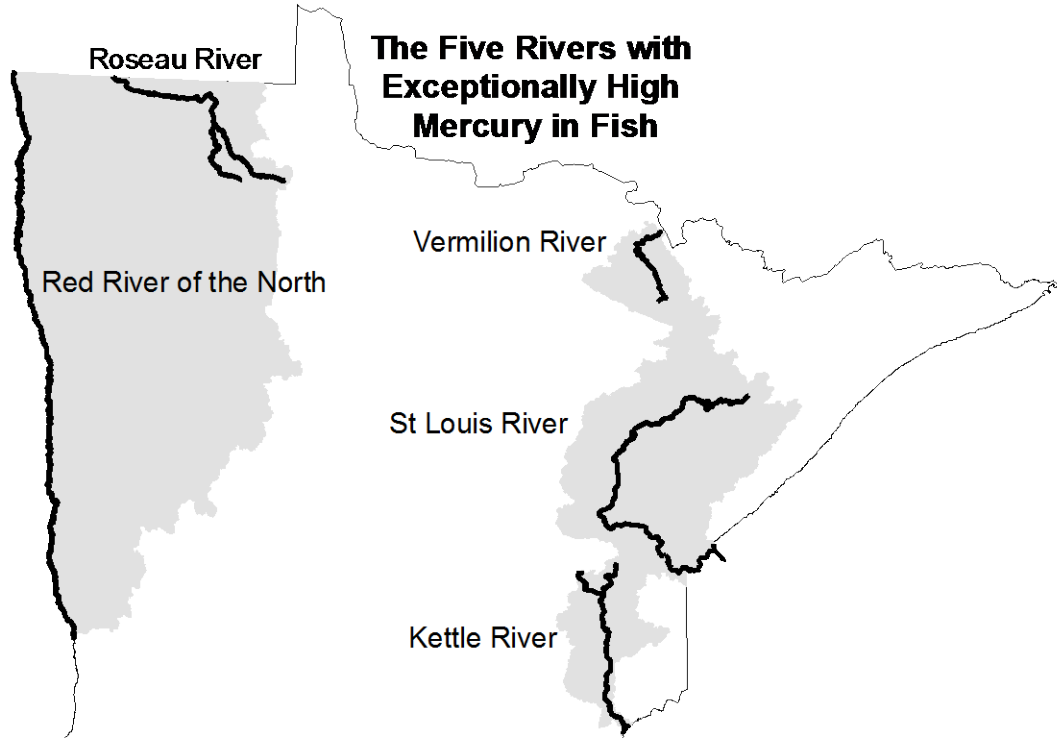 The Five Rivers with
Exceptionally High
Mercury in Fish
Roseau River
Vermilion River
Red River of the North
St Louis River
Kettle River